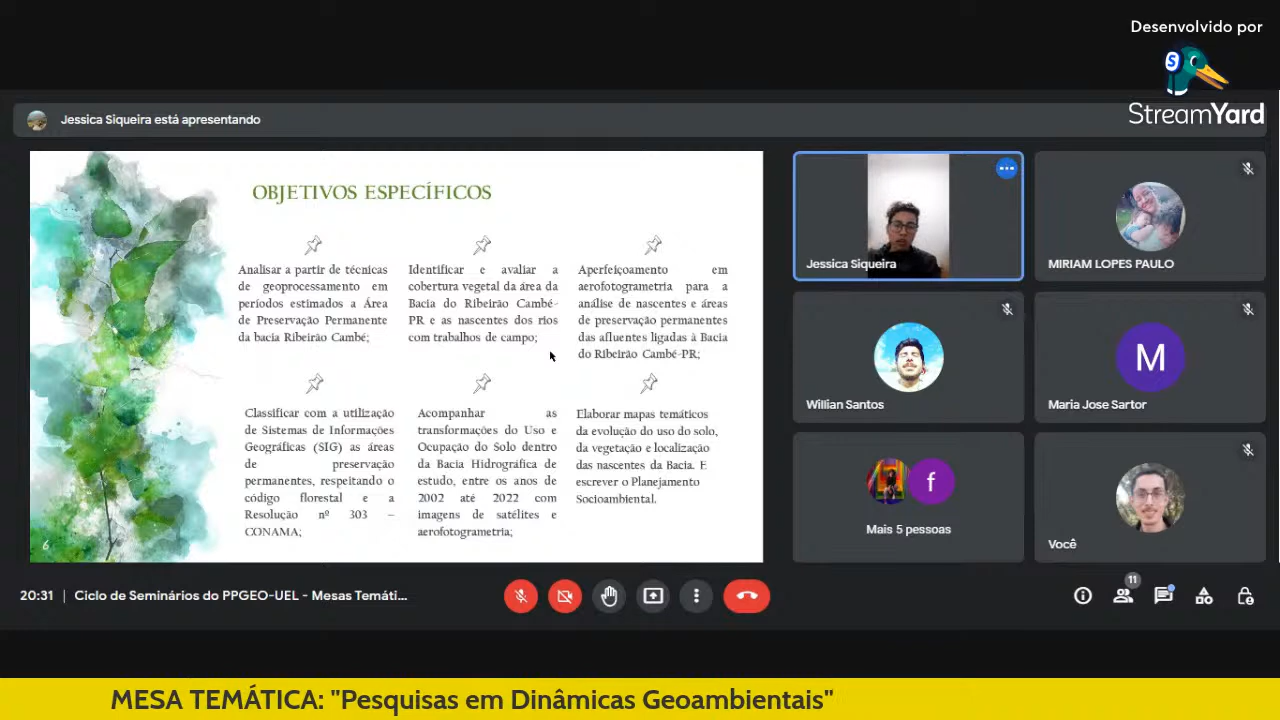 Desenvolvido por
StreamYard
Jessica Siqueira está apresentando
OBJETIVOS ESPECÍFICOS
Analisar a partir de técnicas
de geoprocessamento em
períodos estimados a Área
de Preservação Permanente
da bacia Ribeirão Cambé;
Identificar e avaliar a
cobertura vegetal da área da
Bacia do Ribeirão Cambé-
PR e as nascentes dos rios
com trabalhos de campo;
Aperfeiçoamento em
aerofotogrametria para a
análise de nascentes e áreas
de preservação permanentes
das afluentes ligadas à Bacia
do Ribeirão Cambé-PR;
Classificar com a utilização
de Sistemas de Informações
Geográficas (SIG) as áreas
de preservação
permanentes, respeitando o
código florestal e a
Resolução nº 303 –
CONAMA;
Acompanhar as
transformações do Uso e
Ocupação do Solo dentro
da Bacia Hidrográfica de
estudo, entre os anos de
2002 até 2022 com
imagens de satélites e
aerofotogrametria;
Elaborar mapas temáticos
da evolução do uso do solo,
da vegetação e localização
das nascentes da Bacia. E
escrever o Planejamento
Socioambiental.
6
Jessica Siqueira
MIRIAM LOPES PAULO
Willian Santos
M
Maria Jose Sartor
f
Mais 5 pessoas
Você
20:31 | Ciclo de Seminários do PPGEO-UEL - Mesas Temáti...
11
MESA TEMÁTICA: "Pesquisas em Dinâmicas Geoambientais"